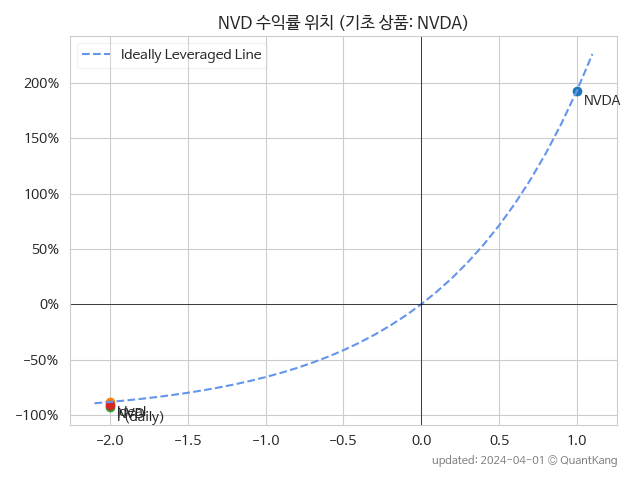 NVD 수익률 위치 (기초 상품: NVDA)
Ideally Leveraged Line
200%
150%
100%
50%
0%
−50%
−100%
NVDA
(daily)
−2.0
−1.5
−1.0
−0.5
0.0
0.5
1.0
updated: 2024-04-01 © QuantKang